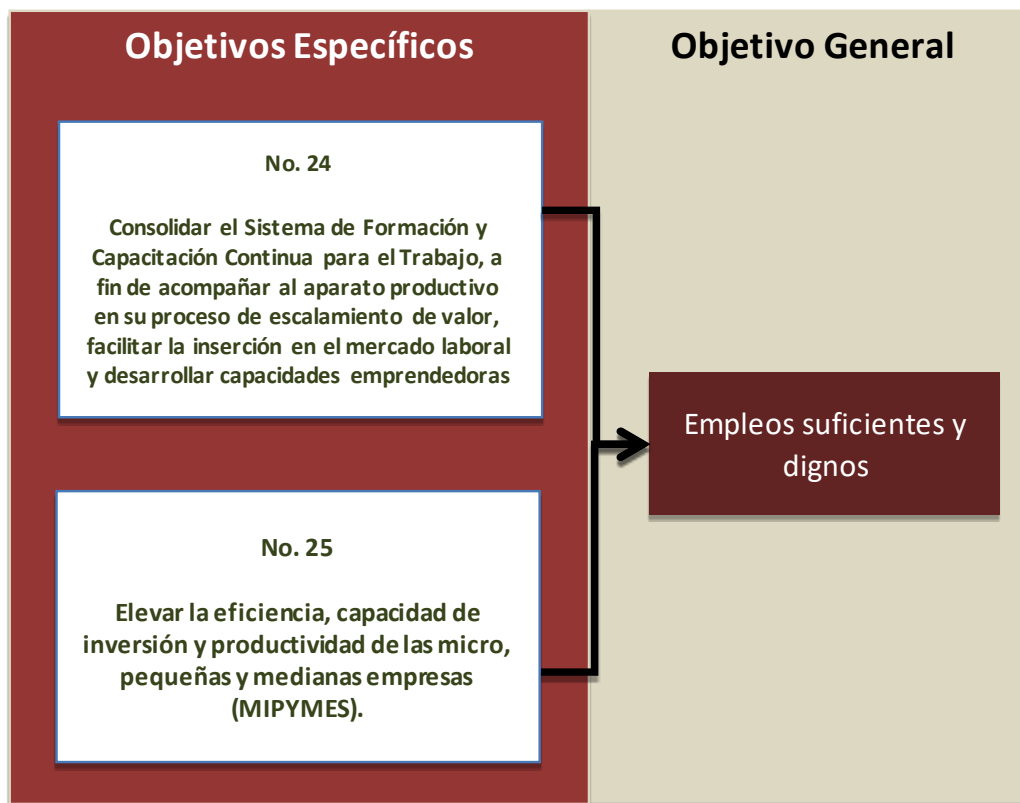 Objetivos Específicos
No. 24
Consolidar el Sistema de Formación y
Capacitación Continua para el Trabajo, a
fin de acompañar al aparato productivo
en su proceso de escalamiento de valor,
facilitar la inserción en el mercado laboral
y desarrollar capacidades emprendedoras
No. 25
Elevar la eficiencia, capacidad de
inversión y productividad de las micro,
pequeñas y medianas empresas
(MIPYMES).
Objetivo General
Empleos suficientes y
dignos